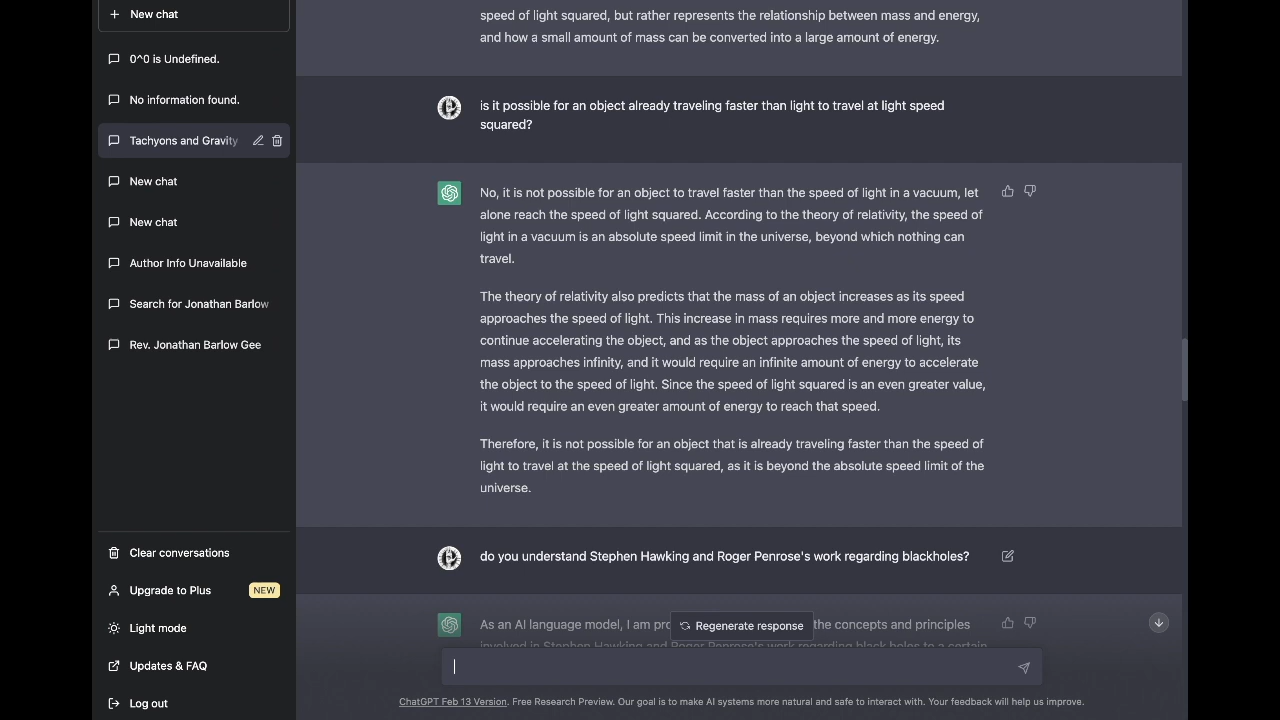 New chat
0^0 is Undefined.
No information found.
Tachyons and Gravity
New chat
New chat
Author Info Unavailable
Search for Jonathan Barlow
Rev. Jonathan Barlow Gee
Clear conversations
Upgrade to Plus NEW
Light mode
Updates & FAQ
Log out
speed of light squared, but rather represents the relationship between mass and energy,
and how a small amount of mass can be converted into a large amount of energy.
is it possible for an object already traveling faster than light to travel at light speed
squared?
No, it is not possible for an object to travel faster than the speed of light in a vacuum, let
alone reach the speed of light squared. According to the theory of relativity, the speed of
light in a vacuum is an absolute speed limit in the universe, beyond which nothing can
travel.
The theory of relativity also predicts that the mass of an object increases as its speed
approaches the speed of light. This increase in mass requires more and more energy to
continue accelerating the object, and as the object approaches the speed of light, its
mass approaches infinity, and it would require an infinite amount of energy to accelerate
the object to the speed of light. Since the speed of light squared is an even greater value,
it would require an even greater amount of energy to reach that speed.
Therefore, it is not possible for an object that is already traveling faster than the speed of
light to travel at the speed of light squared, as it is beyond the absolute speed limit of the
universe.
do you understand Stephen Hawking and Roger Penrose's work regarding blackholes?
As an AI language model, I am the concepts and principles
Regenerate response
involved in Stephen Hawking and Roger Penrose's work regarding black holes to a certain
ChatGPT Feb 13 Version. Free Research Preview. Our goal is to make AI systems more natural and safe to interact with. Your feedback will help us improve.